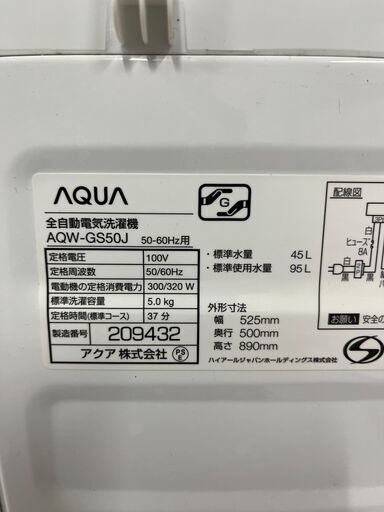 AQUA
全自動電気洗濯機
AQW-GS50J 50-60Hz用
定格電圧 100V
定格周波数 50/60Hz
電動機の定格消費電力 300/320 W
標準洗濯容量 5.0 kg
定格時間(標準コース) 37 分
製造番号 209432
アクア 株式会社
PS
E
G
・標準水量 45 L
・標準使用水量 95 L
外形寸法
幅 525mm
奥行 500mm
高さ 890mm
ハイアールジャパンホールディングス株式会社
配線図
白
ヒューズ
8A
白
黒
黒
お願い 安全の
S